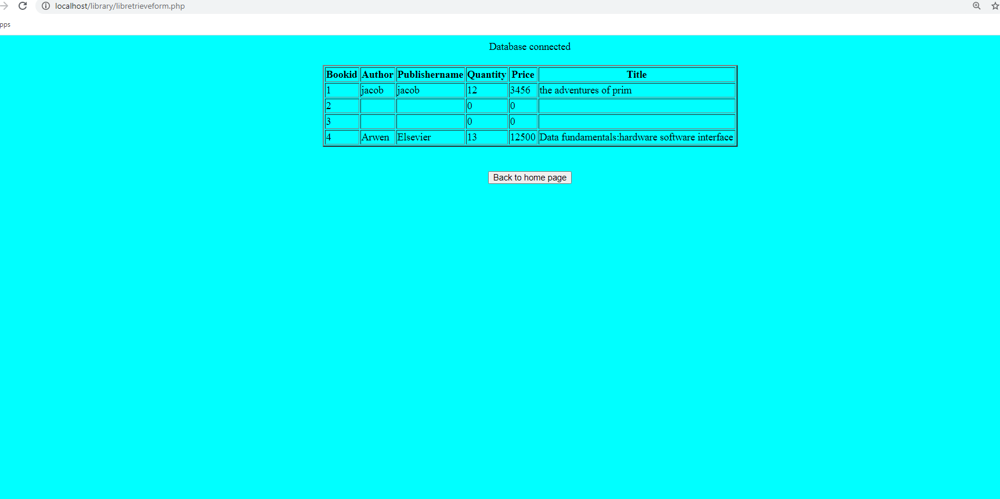 localhost/library/libretrieveform.php
pps
Database connected
Bookid Author Publishername Quantity Price Title
1 jacob jacob 12 3456 the adventures of prim
2 0 0
3 0 0
4 Arwen Elsevier 13 12500 Data fundamentals:hardware software interface
Back to home page